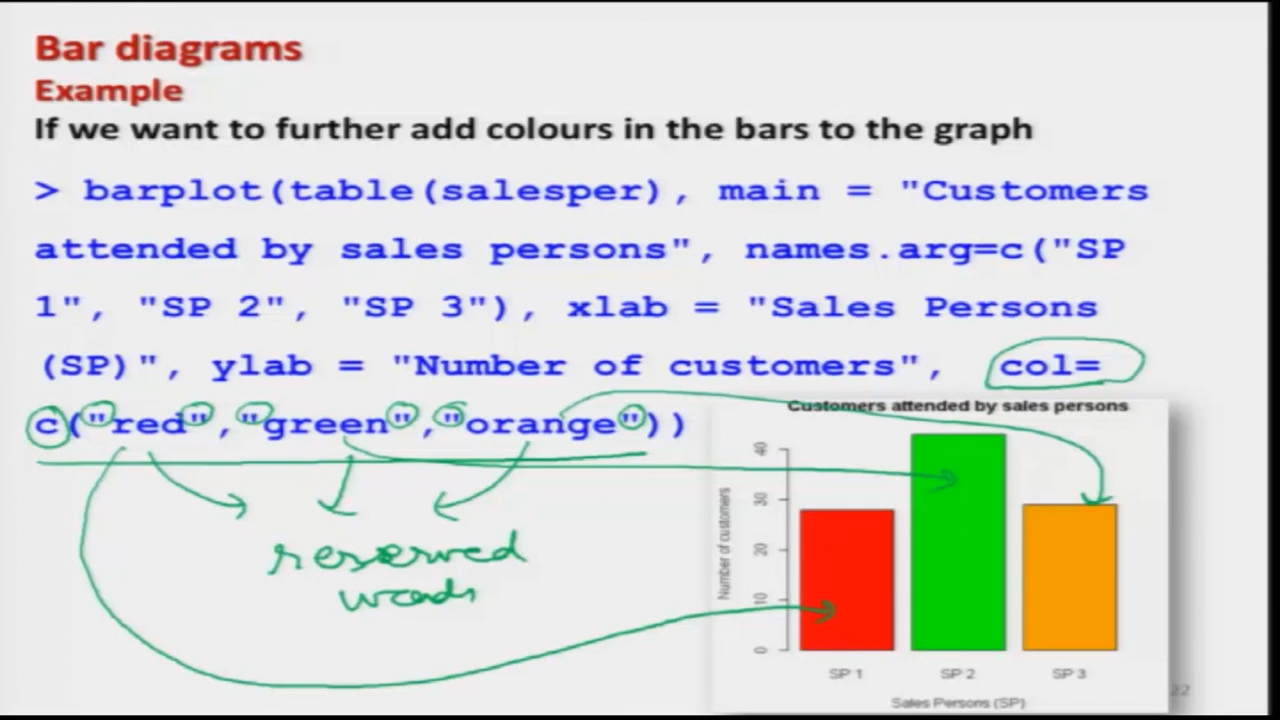 Bar diagrams
Example
If we want to further add colours in the bars to the graph
> barplot(table(salesper), main = "Customers
attended by sales persons", names.arg=c("SP
1", "SP 2", "SP 3"), xlab = "Sales Persons
(SP)", ylab = "Number of customers", col=
c("red","green","orange"))
reserved
words
Customers attended by sales persons
Number of customers
40
30
20
10
0
SP 1 SP 2 SP 3
Sales Persons (SP)
22